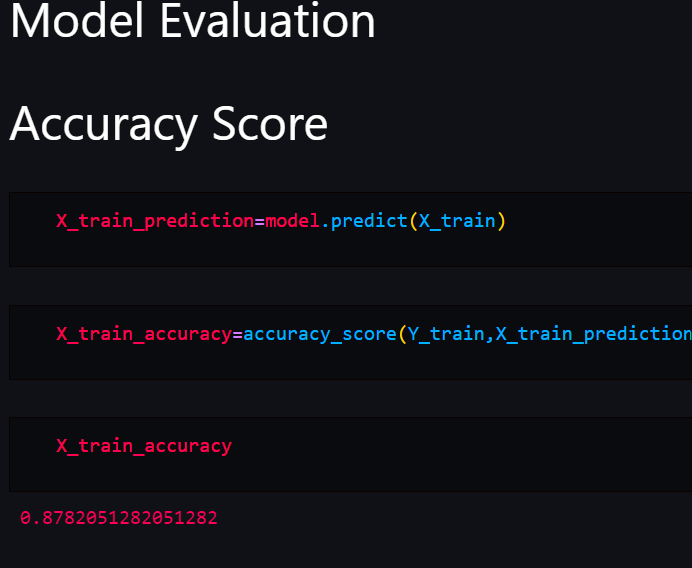 Model Evaluation
Accuracy Score
X_train_prediction=model.predict(X_train)
X_train_accuracy=accuracy_score(Y_train,X_train_prediction
X_train_accuracy
0.8782051282051282